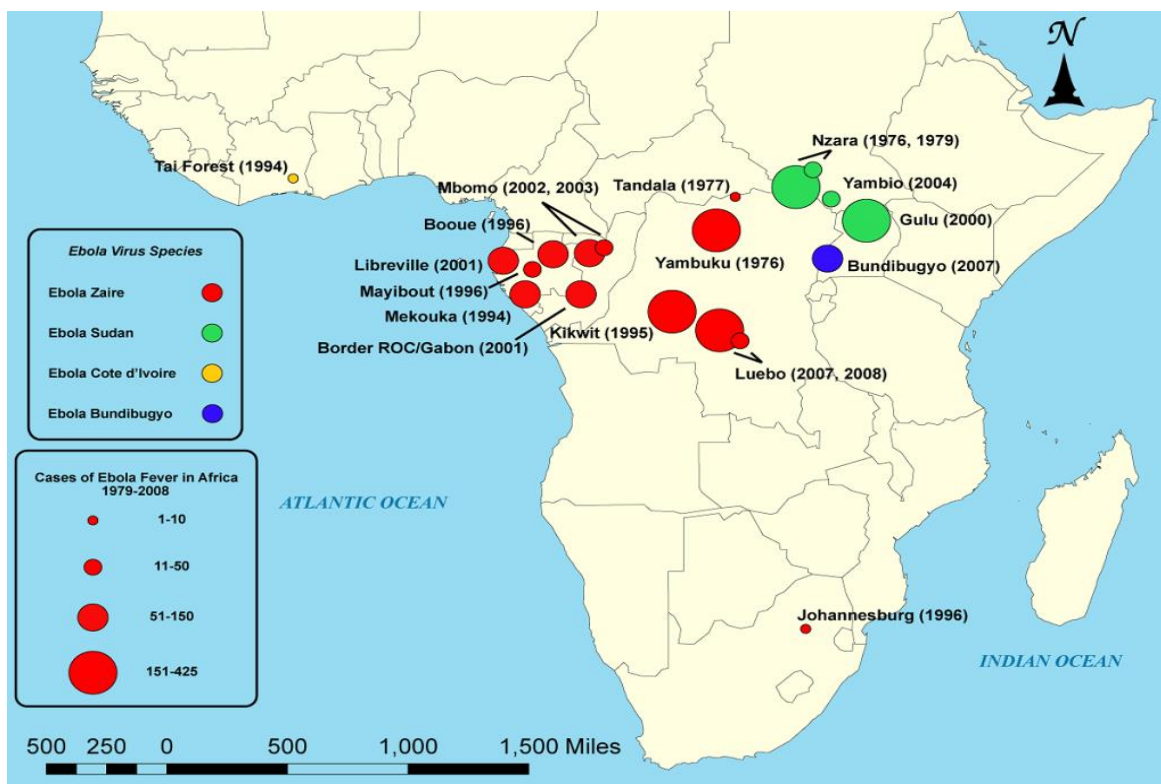 N
Nzara (1976, 1979)
Tai Forest (1994)
Mbomo (2002, 2003)
Tandala (1977)
Yambio (2004)
Booue (1996)
Gulu (2000)
Libreville (2001)
Yambuku (1976)
Bundibugyo (2007)
Mayibout (1996)
Mekouka (1994)
Kikwit (1995)
Border ROC/Gabon (2001)
Luebo (2007, 2008)
Ebola Virus Species
Ebola Zaire
Ebola Sudan
Ebola Cote d'Ivoire
Ebola Bundibugyo
Cases of Ebola Fever in Africa
1979-2008
1-10
11-50
51-150
151-425
ATLANTIC OCEAN
Johannesburg (1996)
INDIAN OCEAN
500 250 0 500 1,000 1,500 Miles